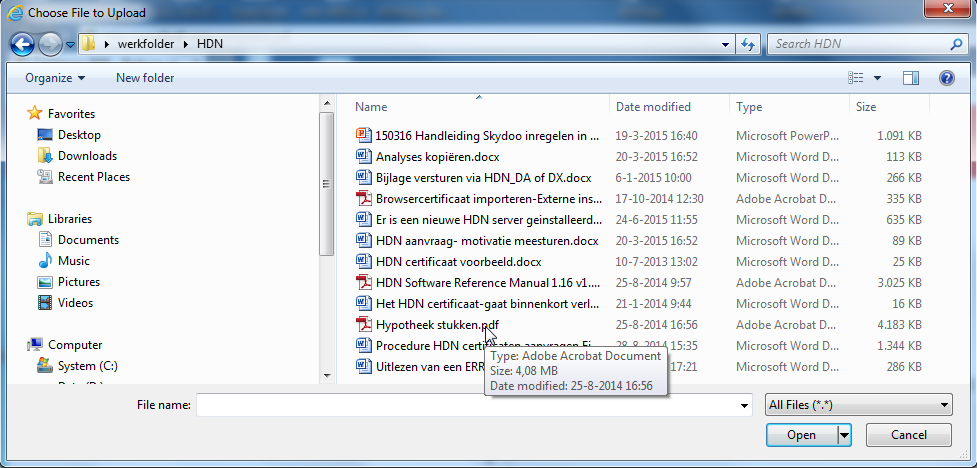 Choose File to Upload
werkfolder HDN
Search HDN
Organize New folder
Favorites
Desktop
Downloads
Recent Places
Libraries
Documents
Music
Pictures
Videos
Computer
System (C:)
Name Date modified Type Size
150316 Handleiding Skydoo inregelen in ... 19-3-2015 16:40 Microsoft PowerP... 1.091 KB
Analyses kopiëren.docx 20-3-2015 16:52 Microsoft Word D... 113 KB
Bijlage versturen via HDN_DA of DX.docx 6-1-2015 10:00 Microsoft Word D... 266 KB
Browsercertificaat importeren-Externe ins... 17-10-2014 12:30 Adobe Acrobat D... 335 KB
Er is een nieuwe HDN server geinstalleerd... 24-6-2015 11:55 Microsoft Word D... 635 KB
HDN aanvraag- motivatie meesturen.docx 20-3-2015 16:52 Microsoft Word D... 89 KB
HDN certificaat voorbeeld.docx 10-7-2013 13:02 Microsoft Word D... 25 KB
HDN Software Reference Manual 1.16 v1.... 25-8-2014 9:57 Adobe Acrobat D... 3.025 KB
Het HDN certificaat-gaat binnenkort verl... 21-1-2014 9:44 Microsoft Word D... 16 KB
Hypotheek stukken.pdf 25-8-2014 16:56 Adobe Acrobat D... 4.183 KB
Procedure HDN certificaten aanvragen 28-8-2014 15:35 Microsoft Word D... 1.344 KB
Uitlezen van een ERR 17:21 Microsoft Word D... 286 KB
Type: Adobe Acrobat Document
Size: 4,08 MB
Date modified: 25-8-2014 16:56
File name: All Files (*.*)
Open Cancel